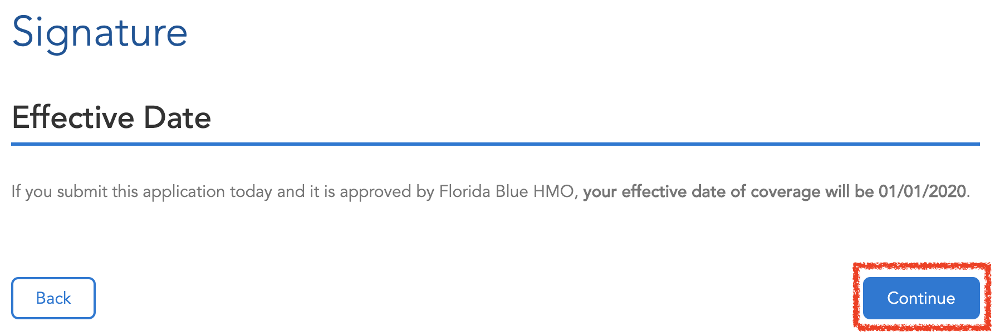 Signature
Effective Date
If you submit this application today and it is approved by Florida Blue HMO, your effective date of coverage will be 01/01/2020.
Back
Continue